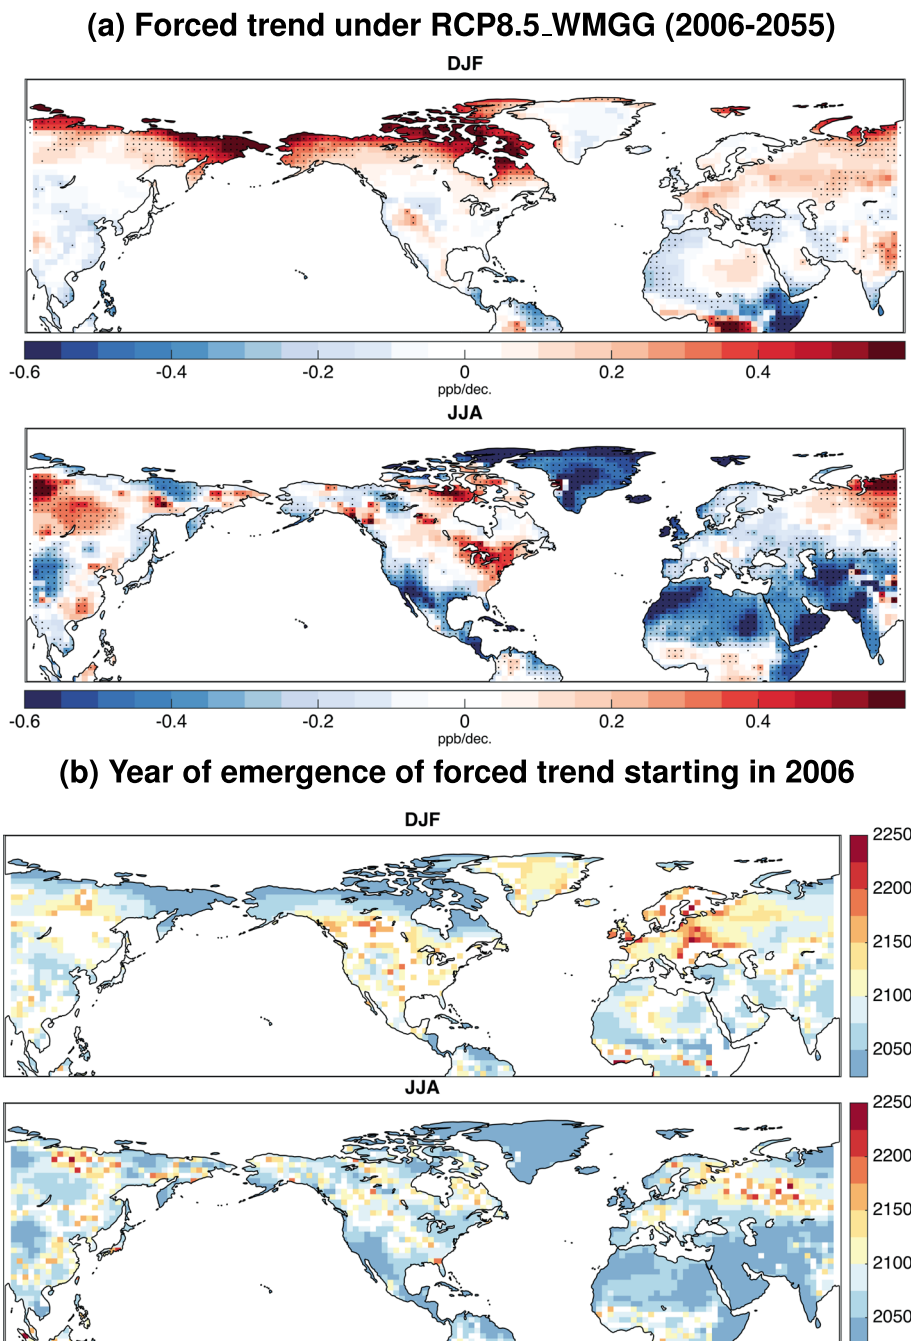 (a) Forced trend under RCP8.5_WMGG (2006-2055)
DJF
-0.6 -0.4 -0.2 0 0.2 0.4
ppb/dec.
JJA
-0.6 -0.4 -0.2 0 0.2 0.4
ppb/dec.
(b) Year of emergence of forced trend starting in 2006
DJF
2250
2200
2150
2100
2050
JJA
2250
2200
2150
2100
2050